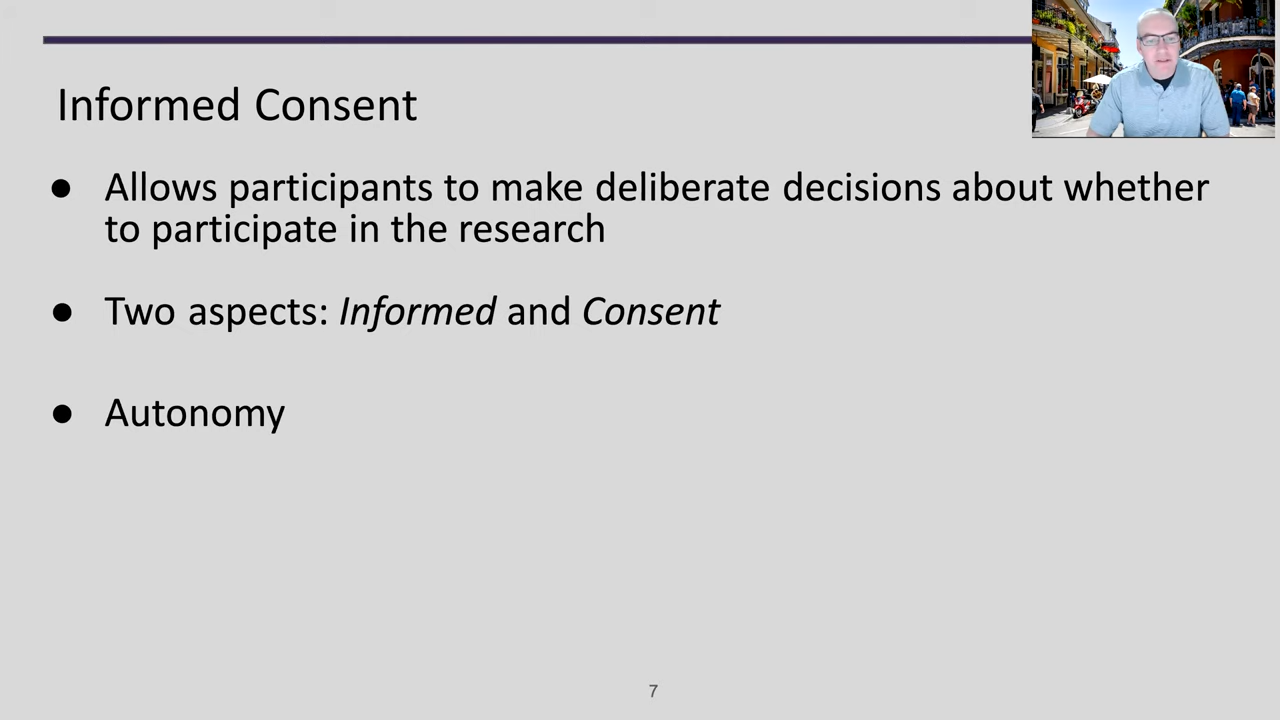 Informed Consent
● Allows participants to make deliberate decisions about whether
to participate in the research
● Two aspects: Informed and Consent
● Autonomy
7